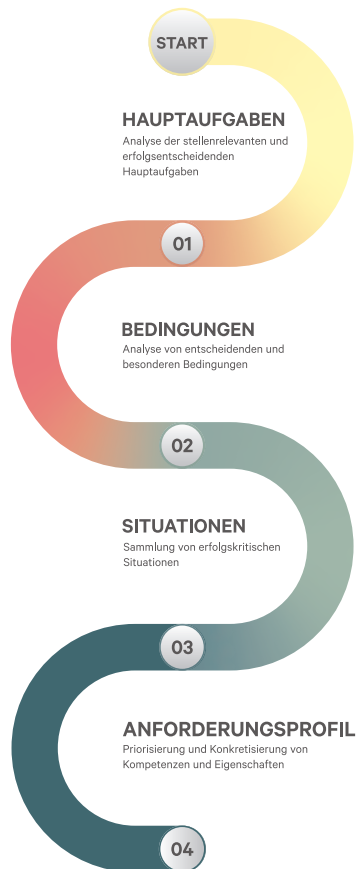 START
HAUPTAUFGABEN
Analyse der stellenrelevanten und
erfolgsentscheidenden
Hauptaufgaben
01
BEDINGUNGEN
Analyse von entscheidenden und
besonderen Bedingungen
02
SITUATIONEN
Sammlung von erfolgskritischen
Situationen
03
ANFORDERUNGSPROFIL
Priorisierung und Konkretisierung von
Kompetenzen und Eigenschaften
04